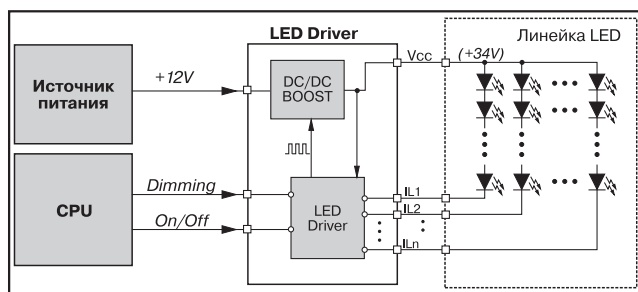 LED Driver
Линейка LED
Источник
питания
+12V
DC/DC
BOOST
Vcc
(+34V)
CPU
Dimming
On/Off
LED
Driver
IL1
IL2
ILn